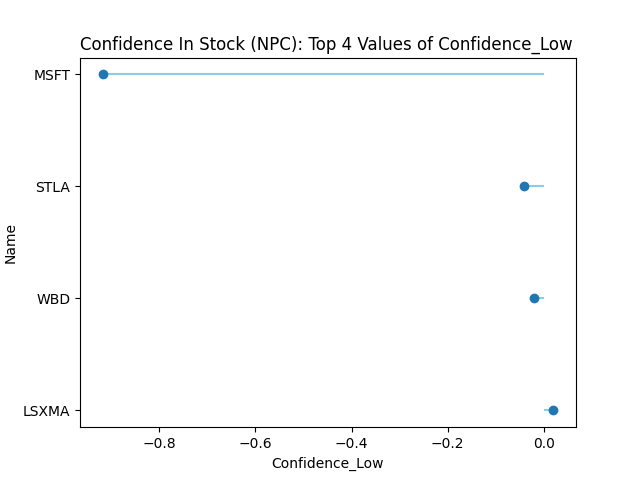 Confidence In Stock (NPC): Top 4 Values of Confidence_Low
MSFT
STLA
WBD
LSXMA
Name
−0.8
−0.6
−0.4
−0.2
0.0
Confidence_Low